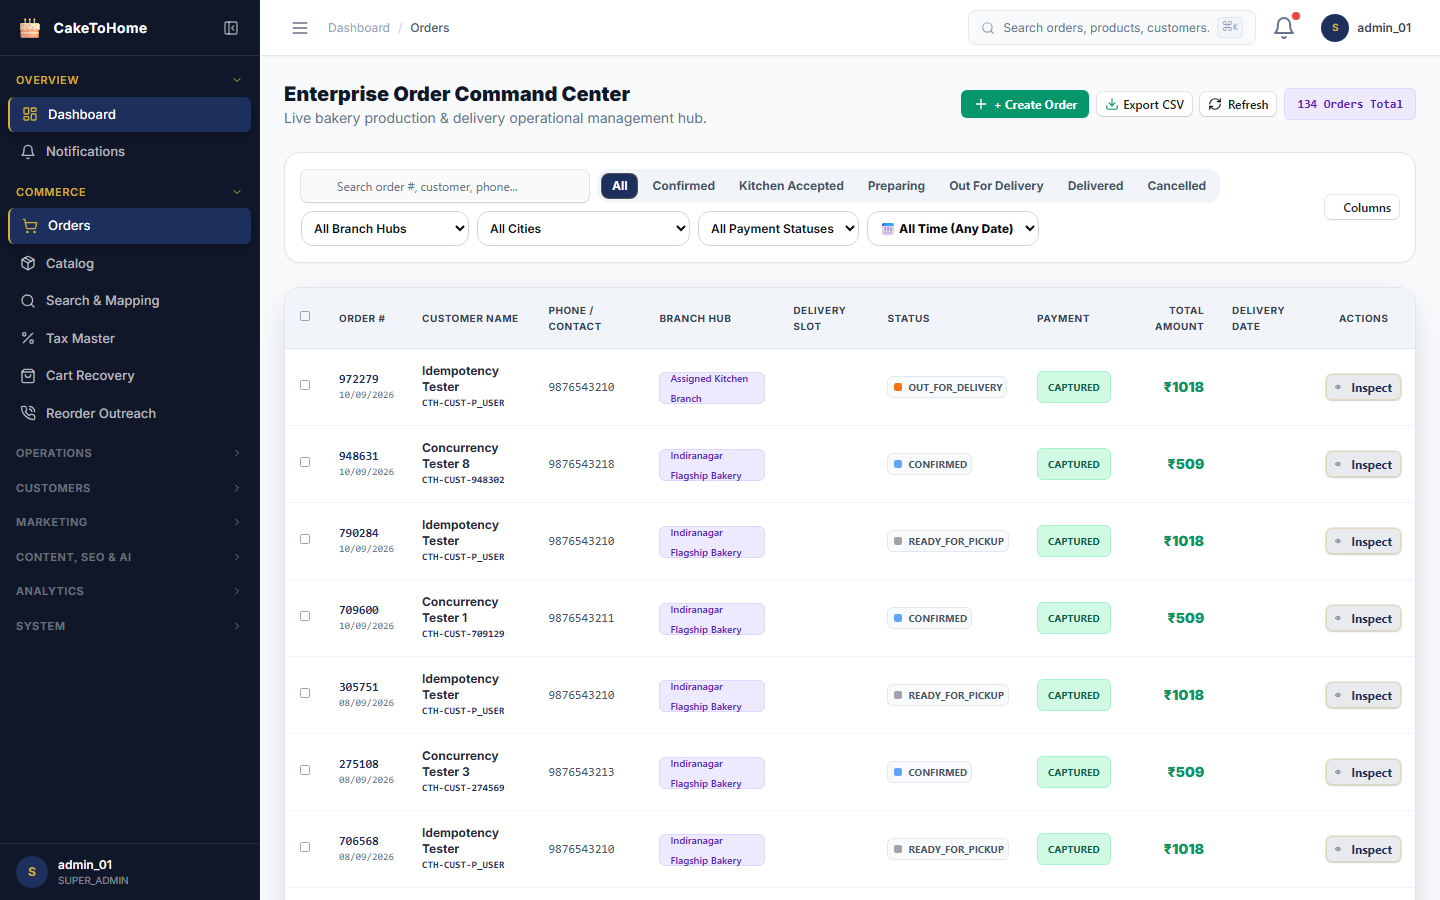 CakeToHome
Dashboard / Orders
Search orders, products, customers.
⌘K
S
admin_01
OVERVIEW
Dashboard
Notifications
COMMERCE
Orders
Catalog
Search & Mapping
Tax Master
Cart Recovery
Reorder Outreach
OPERATIONS
CUSTOMERS
MARKETING
CONTENT, SEO & AI
ANALYTICS
SYSTEM
S
admin_01
SUPER_ADMIN
Enterprise Order Command Center
Live bakery production & delivery operational management hub.
+ Create Order
Export CSV
Refresh
134 Orders Total
Search order #, customer, phone...
All Confirmed Kitchen Accepted Preparing Out For Delivery Delivered Cancelled
All Branch Hubs
All Cities
All Payment Statuses
All Time (Any Date)
Columns
ORDER # CUSTOMER NAME PHONE / CONTACT BRANCH HUB DELIVERY SLOT STATUS PAYMENT TOTAL AMOUNT DELIVERY DATE ACTIONS
972279
10/09/2026
Idempotency
Tester
CTH-CUST-P_USER
9876543210
Assigned Kitchen
Branch
OUT_FOR_DELIVERY
CAPTURED
₹1018
Inspect
948631
10/09/2026
Concurrency
Tester 8
CTH-CUST-948302
9876543218
Indiranagar
Flagship Bakery
CONFIRMED
CAPTURED
₹509
Inspect
790284
10/09/2026
Idempotency
Tester
CTH-CUST-P_USER
9876543210
Indiranagar
Flagship Bakery
READY_FOR_PICKUP
CAPTURED
₹1018
Inspect
709600
10/09/2026
Concurrency
Tester 1
CTH-CUST-709129
9876543211
Indiranagar
Flagship Bakery
CONFIRMED
CAPTURED
₹509
Inspect
305751
08/09/2026
Idempotency
Tester
CTH-CUST-P_USER
9876543210
Indiranagar
Flagship Bakery
READY_FOR_PICKUP
CAPTURED
₹1018
Inspect
275108
08/09/2026
Concurrency
Tester 3
CTH-CUST-274569
9876543213
Indiranagar
Flagship Bakery
CONFIRMED
CAPTURED
₹509
Inspect
706568
08/09/2026
Idempotency
Tester
CTH-CUST-P_USER
9876543210
Indiranagar
Flagship Bakery
READY_FOR_PICKUP
CAPTURED
₹1018
Inspect